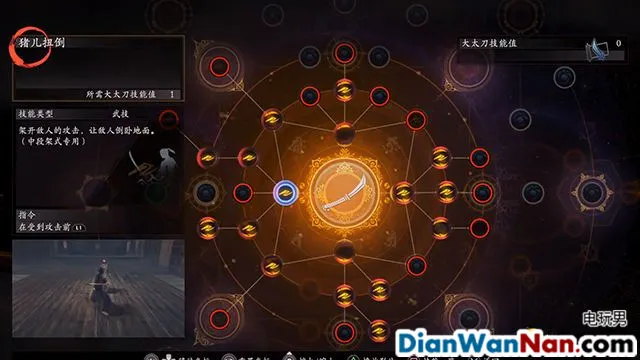 猪儿扭倒
所需大太刀技能值 1
技能类型 武技
架开敌人的攻击，让敌人倒卧地面。
（中段架式专用）
指令
在受到攻击前 L1
大太刀技能值 0
电玩男
DianWanNan.com